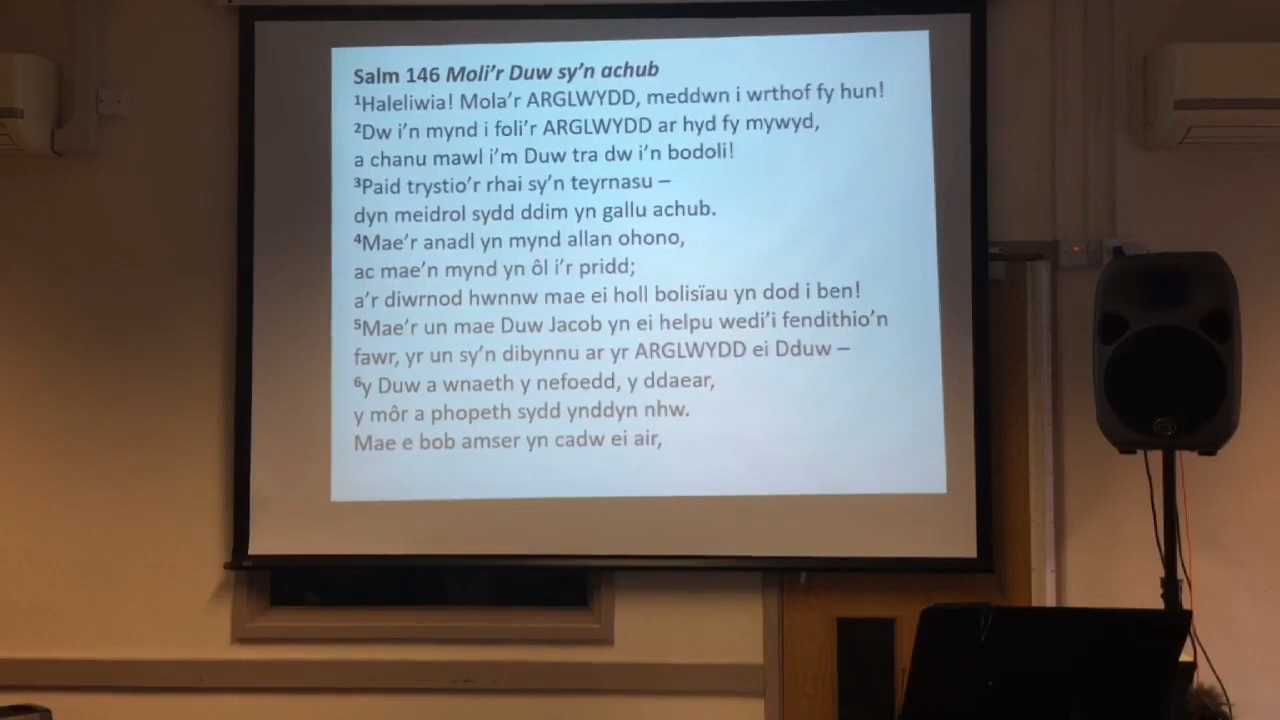 Salm 146 Moli’r Duw sy’n achub
¹Haleliwia! Mola’r ARGLWYDD, meddwn i wrthof fy hun!
²Dw i’n mynd i foli’r ARGLWYDD ar hyd fy mywyd,
a chanu mawl i’m Duw tra dw i’n bodoli!
³Paid trystio’r rhai sy’n teyrnasu –
dyn meidrol sydd ddim yn gallu achub.
⁴Mae’r anadl yn mynd allan ohono,
ac mae’n mynd yn ôl i’r pridd;
a’r diwrnod hwnnw mae ei holl bolisïau yn dod i ben!
⁵Mae’r un mae Duw Jacob yn ei helpu wedi’i fendithio’n
fawr, yr un sy’n dibynnu ar yr ARGLWYDD ei Dduw –
⁶y Duw a wnaeth y nefoedd, y ddaear,
y môr a phopeth sydd ynddyn nhw.
Mae e bob amser yn cadw ei air,